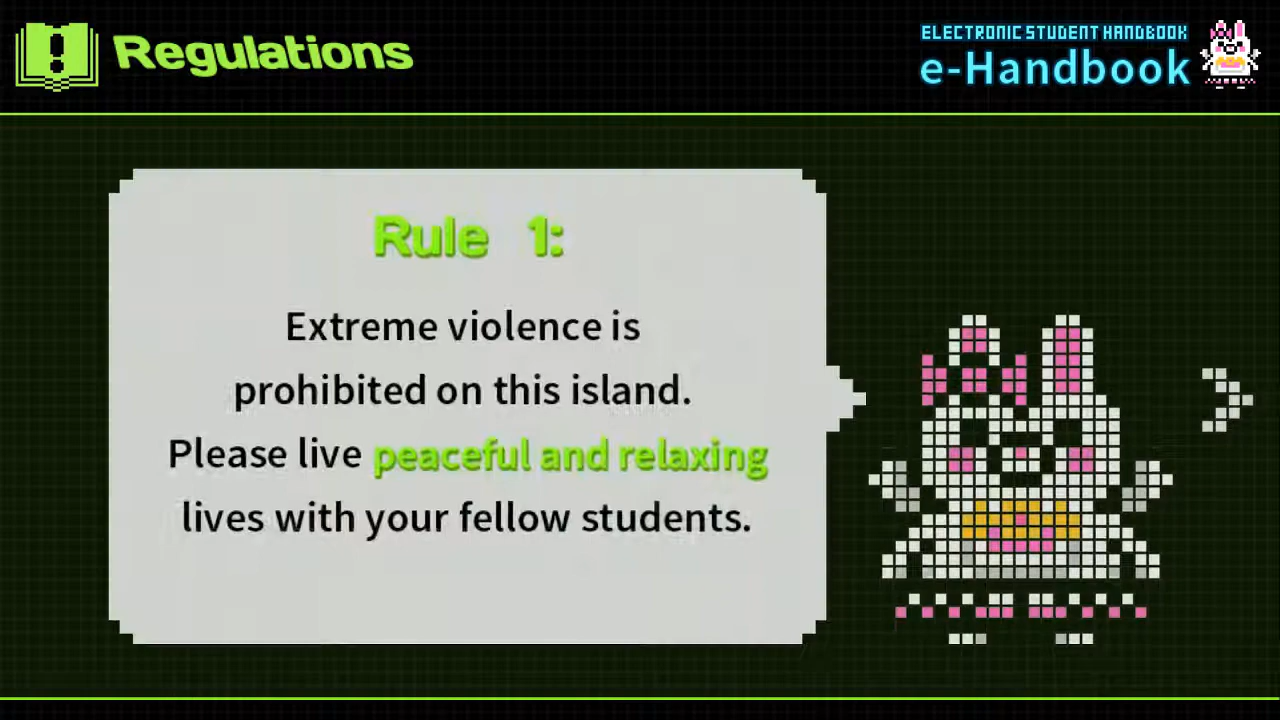 Regulations
ELECTRONIC STUDENT HANDBOOK
e-Handbook
Rule 1:
Extreme violence is
prohibited on this island.
Please live peaceful and relaxing
lives with your fellow students.